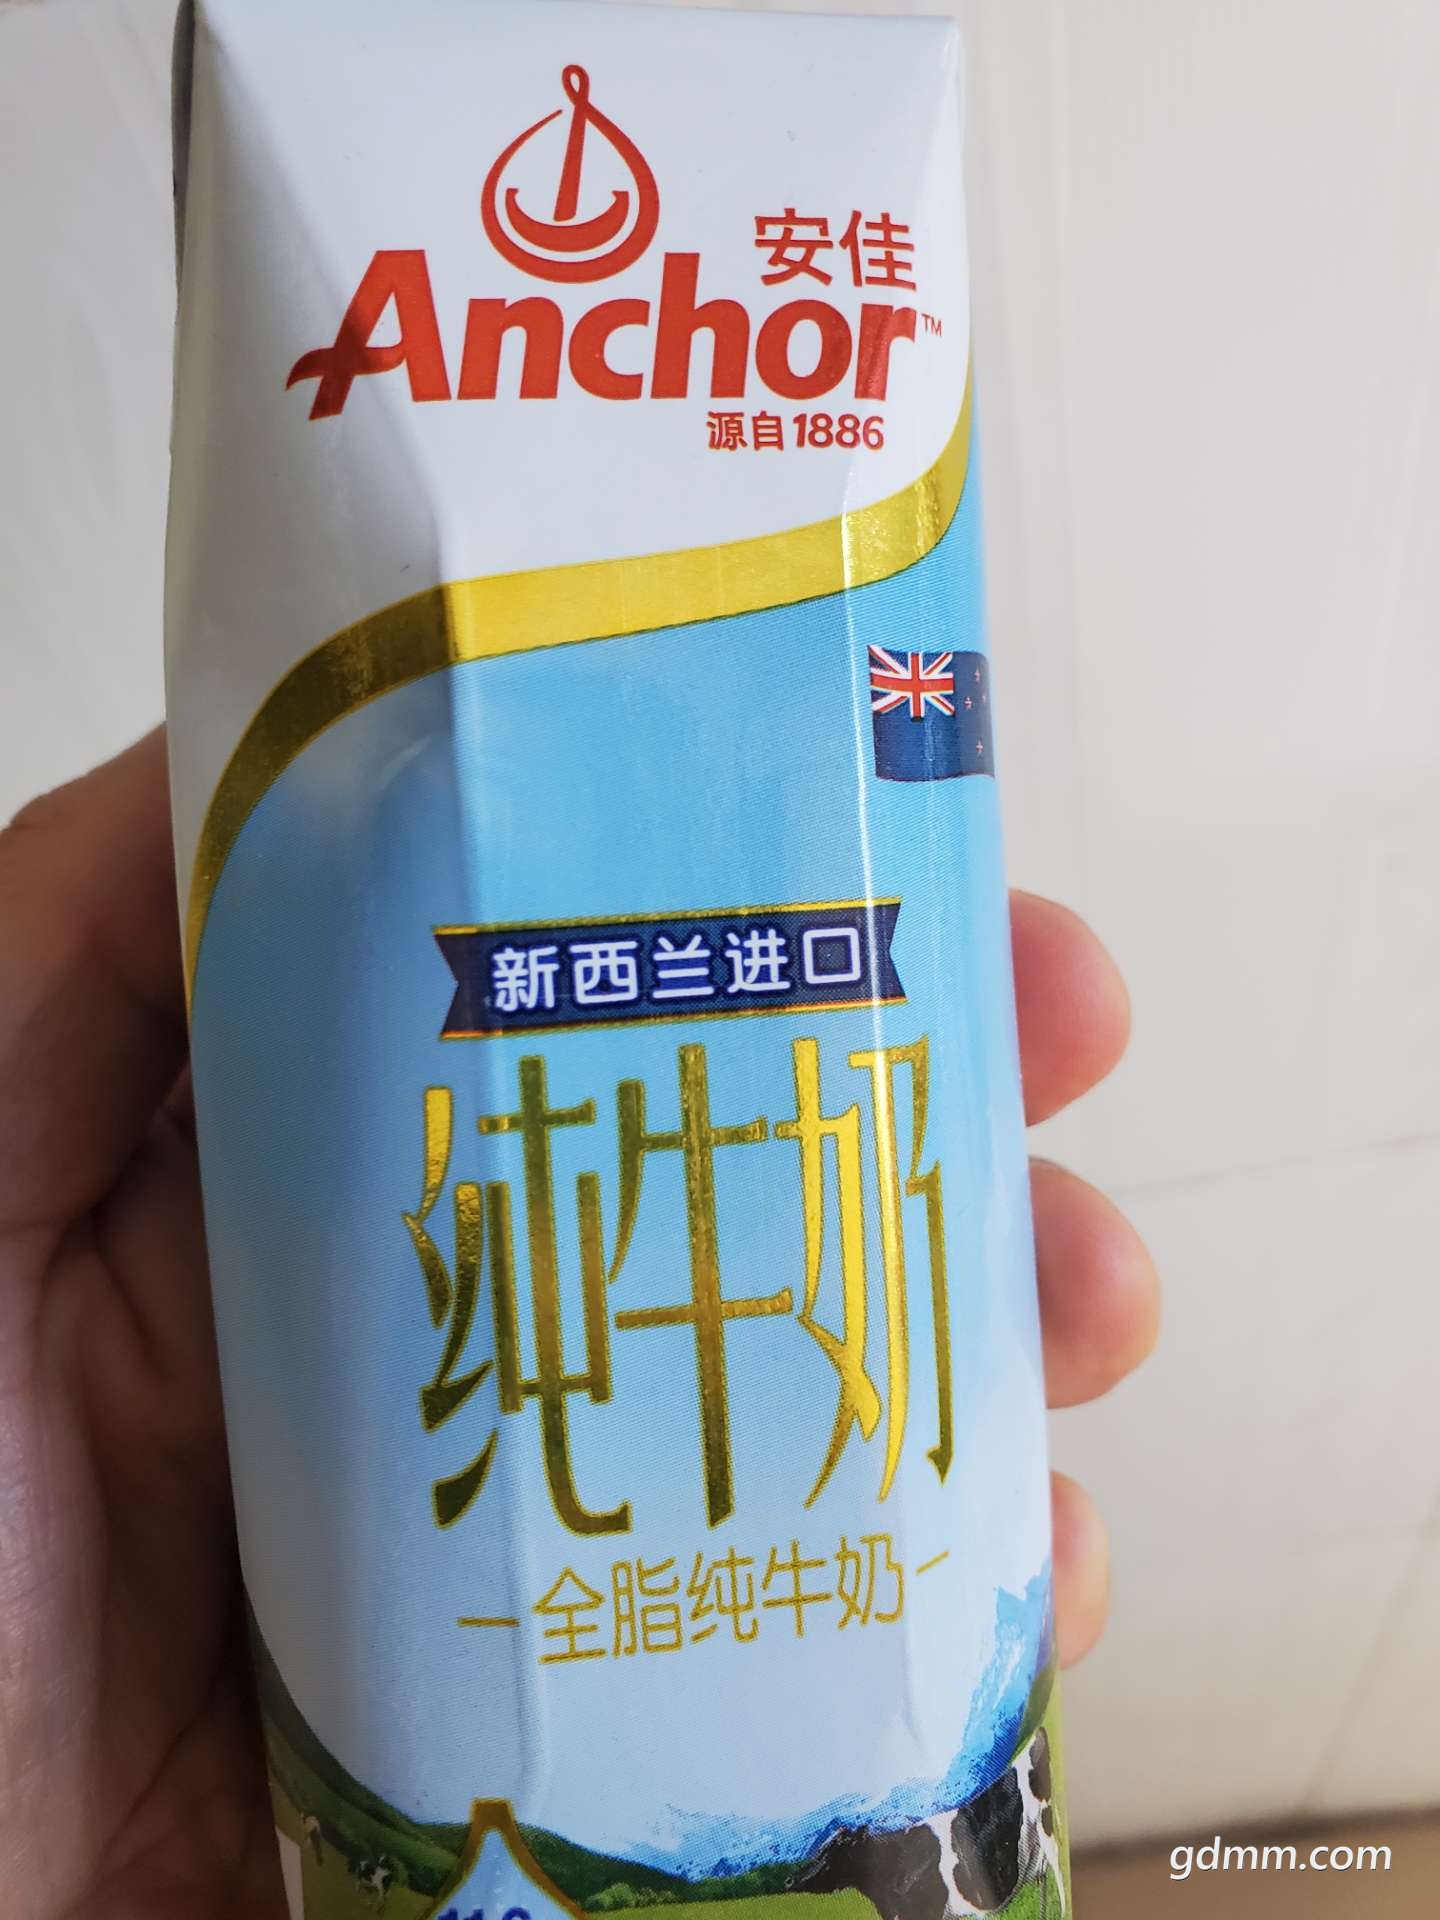 安佳
Anchor™
源自1886
新西兰进口
纯牛奶
全脂纯牛奶
gdmm.com